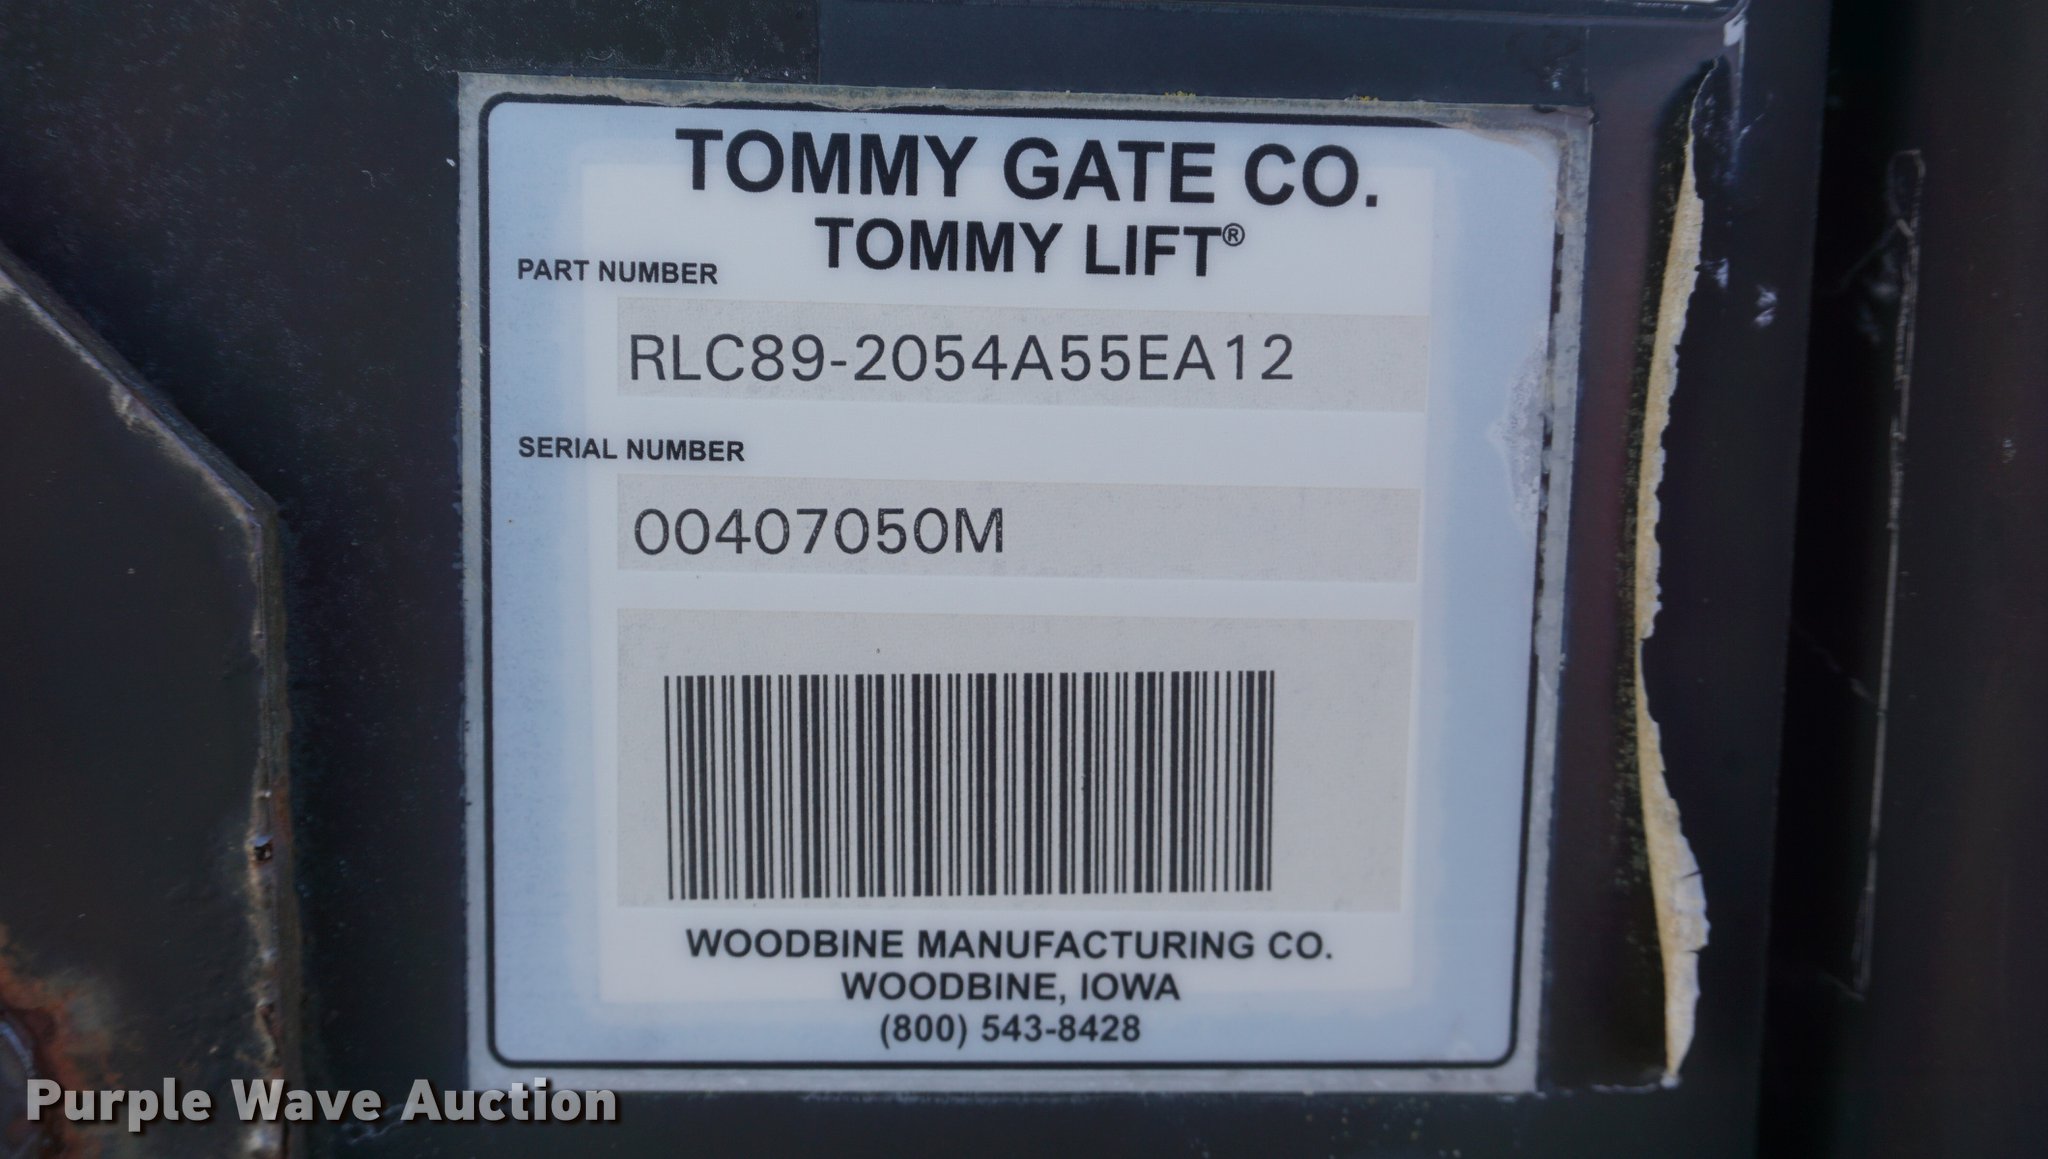 TOMMY GATE CO.
TOMMY LIFT®
PART NUMBER
RLC89-2054A55EA12
SERIAL NUMBER
00407050M
WOODBINE MANUFACTURING CO.
WOODBINE, IOWA
(800) 543-8428
Purple Wave Auction